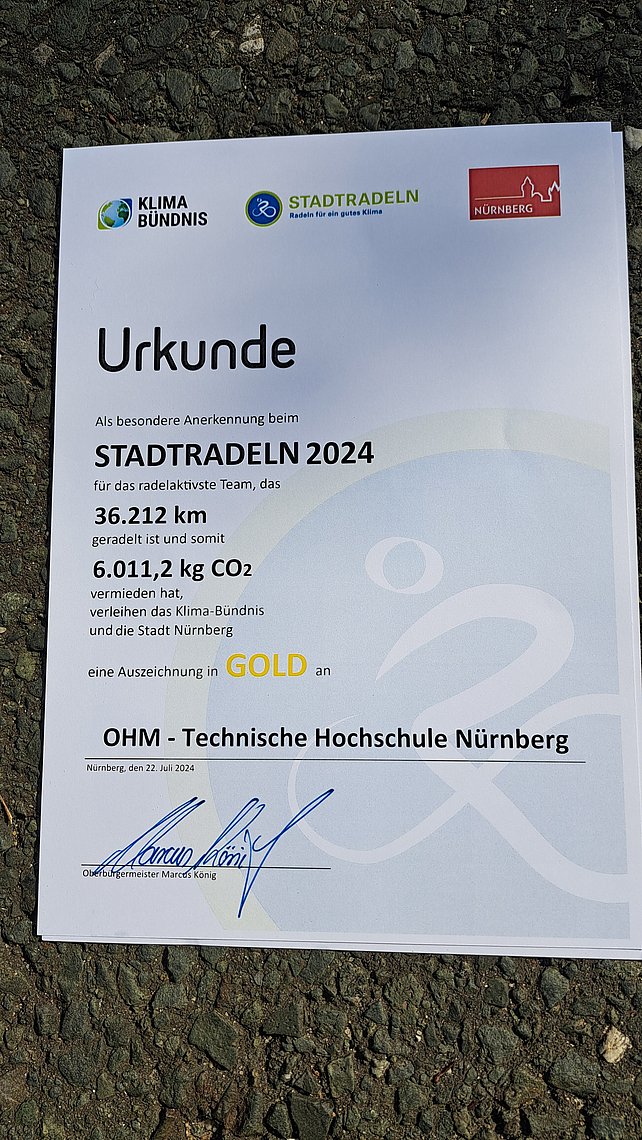 KLIMA
BÜNDNIS
STADTRADELN
Radeln für ein gutes Klima
NÜRNBERG
Urkunde
Als besondere Anerkennung beim
STADTRADELN 2024
für das radelaktivste Team, das
36.212 km
geradelt ist und somit
6.011,2 kg CO2
vermieden hat,
verleihen das Klima-Bündnis
und die Stadt Nürnberg
eine Auszeichnung in GOLD an
OHM - Technische Hochschule Nürnberg
Nürnberg, den 22. Juli 2024
Marcus König
Oberbürgermeister Marcus König